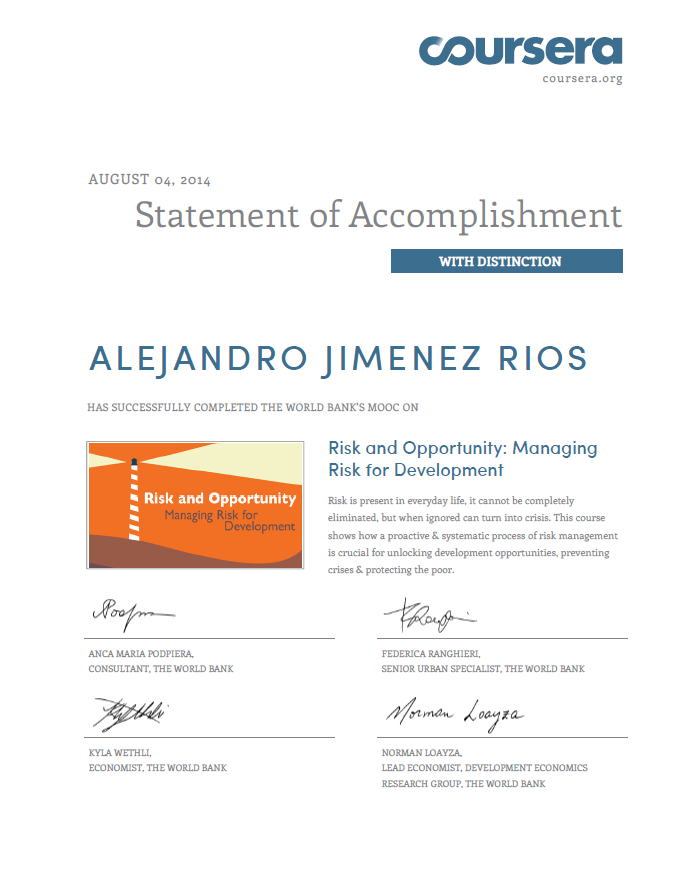 coursera
coursera.org
AUGUST 04, 2014
Statement of Accomplishment
WITH DISTINCTION
ALEJANDRO JIMENEZ RIOS
HAS SUCCESSFULLY COMPLETED THE WORLD BANK'S MOOC ON
Risk and Opportunity
Managing Risk for
Development
Risk and Opportunity: Managing
Risk for Development
Risk is present in everyday life, it cannot be completely
eliminated, but when ignored can turn into crisis. This course
shows how a proactive & systematic process of risk management
is crucial for unlocking development opportunities, preventing
crises & protecting the poor.
ANCA MARIA PODPIERA,
CONSULTANT, THE WORLD BANK
FEDERICA RANGHIERI,
SENIOR URBAN SPECIALIST, THE WORLD BANK
Norman Loayza
KYLA WETHLI,
ECONOMIST, THE WORLD BANK
NORMAN LOAYZA,
LEAD ECONOMIST, DEVELOPMENT ECONOMICS
RESEARCH GROUP, THE WORLD BANK